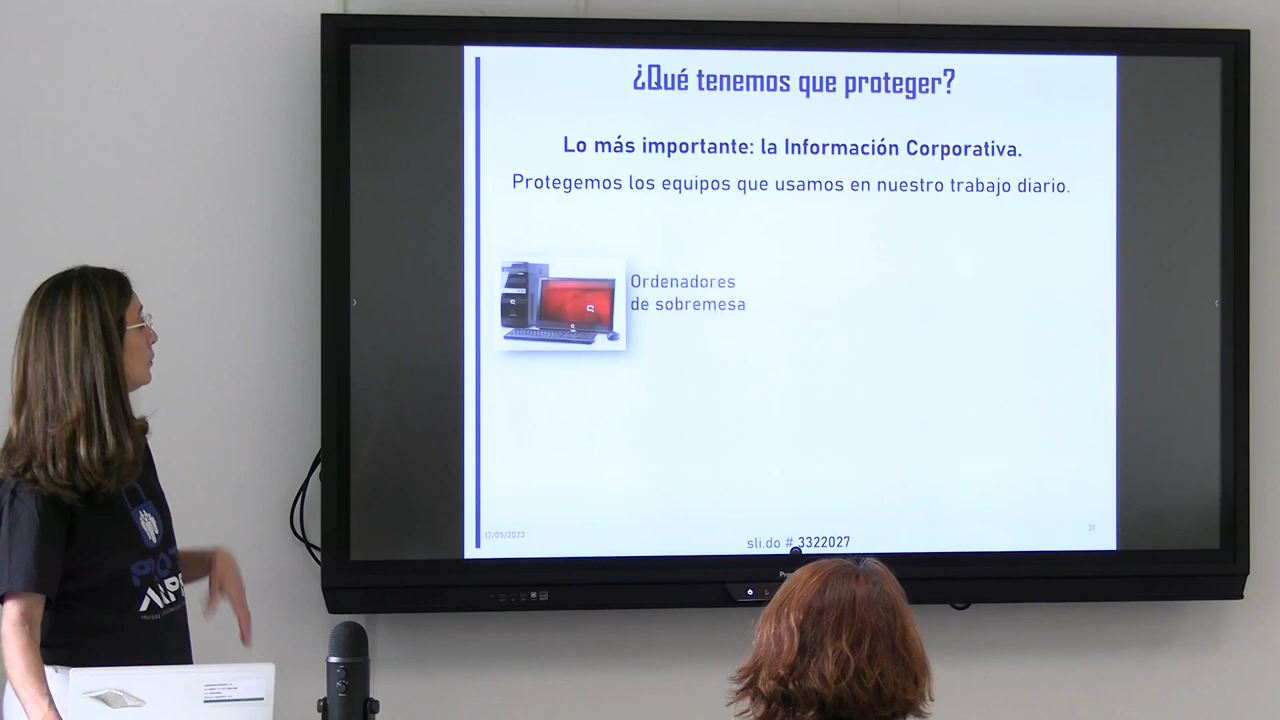 ¿Qué tenemos que proteger?
Lo más importante: la Información Corporativa.
Protegemos los equipos que usamos en nuestro trabajo diario.
Ordenadores
de sobremesa
17/05/2023
31
sli.do # 3322027